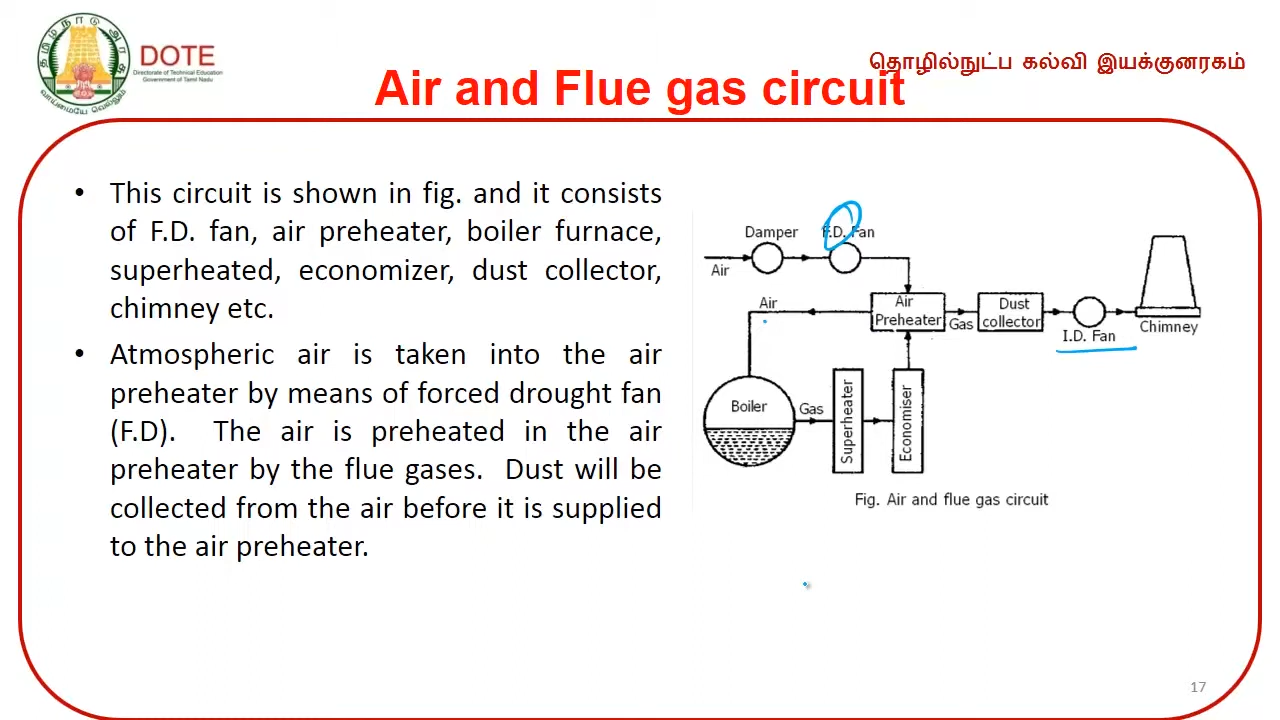 தமிழ்நாடு அரசு
வாய்மையே வெல்லும்
DOTE
Directorate of Technical Education
Government of Tamil Nadu
தொழில்நுட்ப கல்வி இயக்குனரகம்
Air and Flue gas circuit
• This circuit is shown in fig. and it consists
of F.D. fan, air preheater, boiler furnace,
superheated, economizer, dust collector,
chimney etc.
• Atmospheric air is taken into the air
preheater by means of forced drought fan
(F.D). The air is preheated in the air
preheater by the flue gases. Dust will be
collected from the air before it is supplied
to the air preheater.
Damper
F.D. Fan
Air
Air
Air
Preheater
Gas
Dust
collector
I.D. Fan
Chimney
Boiler
Gas
Superheater
Economiser
Fig. Air and flue gas circuit
17